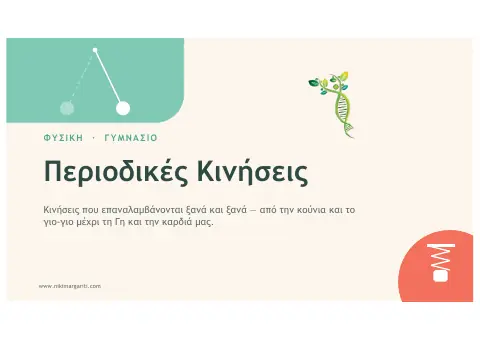 ΦΥΣΙΚΗ · ΓΥΜΝΑΣΙΟ
Περιοδικές Κινήσεις
Κινήσεις που επαναλαμβάνονται ξανά και ξανά — από την κούνια και το
γιο-γιο μέχρι τη Γη και την καρδιά μας.
www.nikimargariti.com